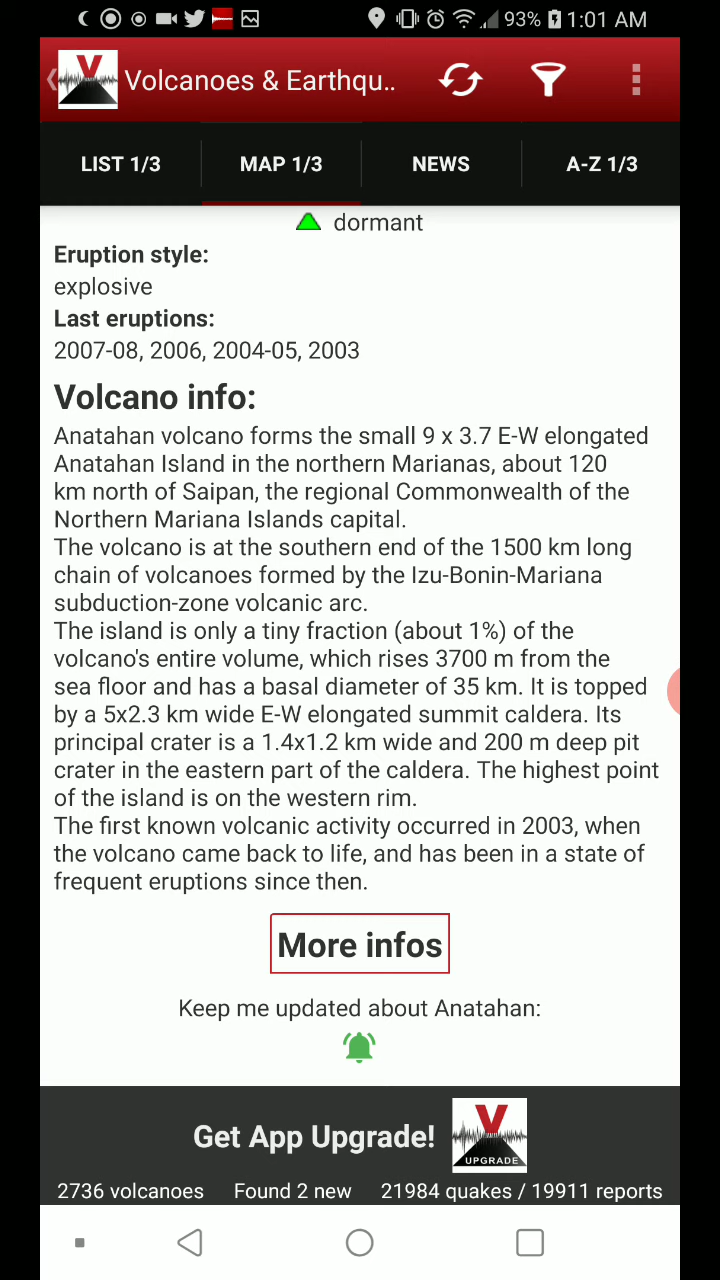 93% 1:01 AM
V Volcanoes & Earthqu..
LIST 1/3 MAP 1/3 NEWS A-Z 1/3
dormant
Eruption style:
explosive
Last eruptions:
2007-08, 2006, 2004-05, 2003
Volcano info:
Anatahan volcano forms the small 9 x 3.7 E-W elongated
Anatahan Island in the northern Marianas, about 120
km north of Saipan, the regional Commonwealth of the
Northern Mariana Islands capital.
The volcano is at the southern end of the 1500 km long
chain of volcanoes formed by the Izu-Bonin-Mariana
subduction-zone volcanic arc.
The island is only a tiny fraction (about 1%) of the
volcano's entire volume, which rises 3700 m from the
sea floor and has a basal diameter of 35 km. It is topped
by a 5x2.3 km wide E-W elongated summit caldera. Its
principal crater is a 1.4x1.2 km wide and 200 m deep pit
crater in the eastern part of the caldera. The highest point
of the island is on the western rim.
The first known volcanic activity occurred in 2003, when
the volcano came back to life, and has been in a state of
frequent eruptions since then.
More infos
Keep me updated about Anatahan:
Get App Upgrade! V
UPGRADE
2736 volcanoes Found 2 new 21984 quakes / 19911 reports